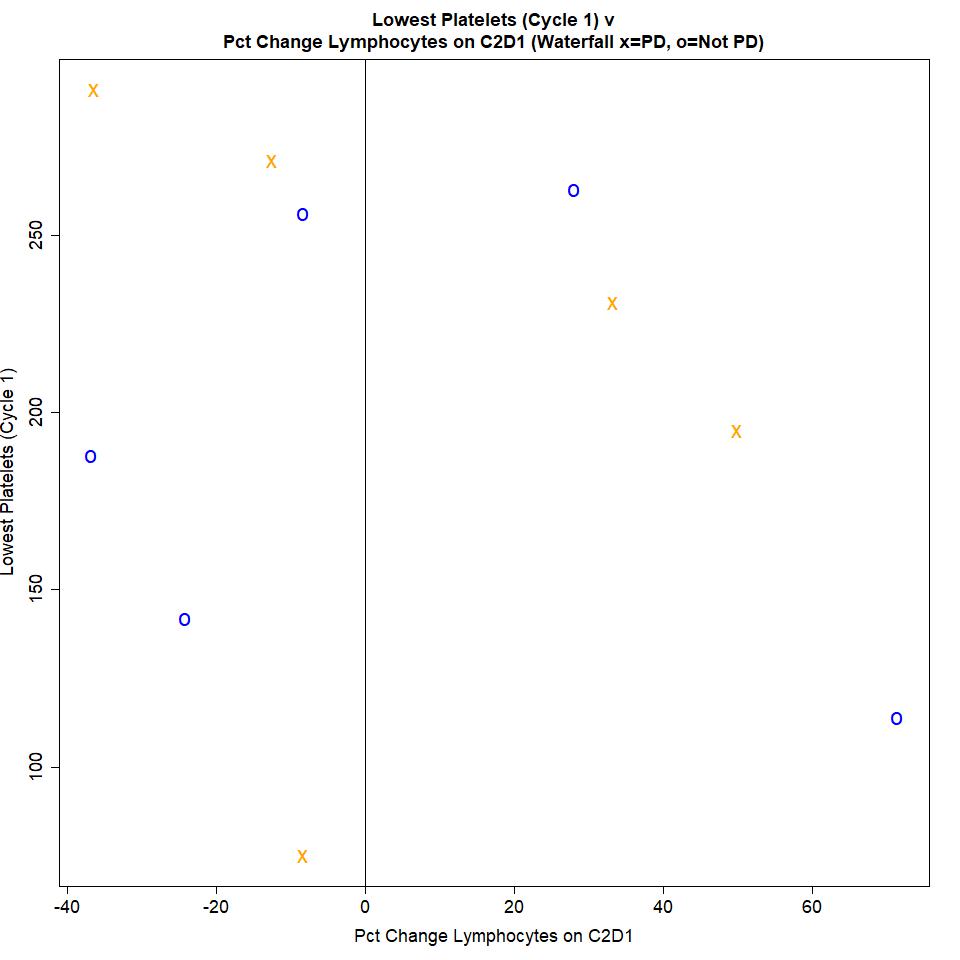 Lowest Platelets (Cycle 1) v
Pct Change Lymphocytes on C2D1 (Waterfall x=PD, o=Not PD)
Lowest Platelets (Cycle 1)
250
200
150
100
X
X
O
O
X
X
O
O
O
X
-40
-20
0
20
40
60
Pct Change Lymphocytes on C2D1